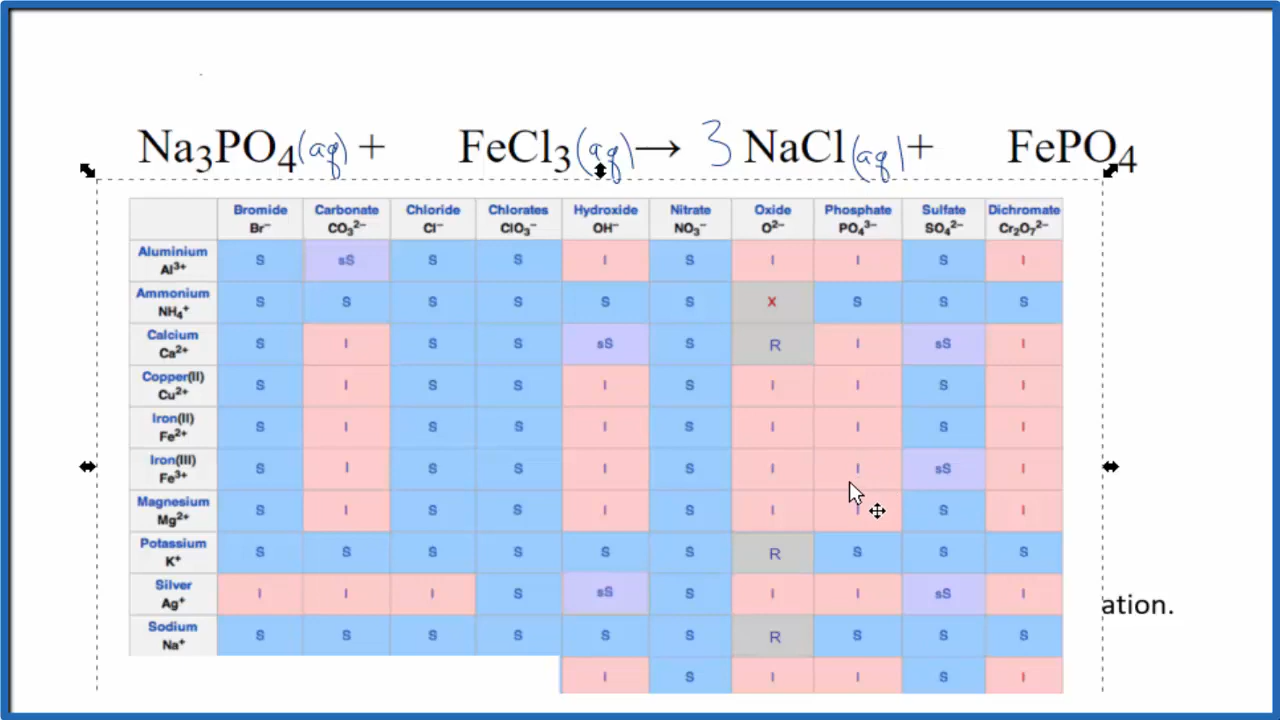 Na₃PO₄(aq) + FeCl₃(aq) → 3 NaCl(aq) + FePO₄
Bromide Carbonate Chloride Chlorates Hydroxide Nitrate Oxide Phosphate Sulfate Dichromate
Br⁻ CO₃²⁻ Cl⁻ ClO₃⁻ OH⁻ NO₃⁻ O²⁻ PO₄³⁻ SO₄²⁻ Cr₂O₇²⁻
Aluminium
Al³⁺ S sS S S I S I I S I
Ammonium
NH₄⁺ S S S S S S X S S S
Calcium
Ca²⁺ S I S S sS S R I sS I
Copper(II)
Cu²⁺ S I S S I S I I S I
Iron(II)
Fe²⁺ S I S S I S I I S I
Iron(III)
Fe³⁺ S I S S I S I I sS I
Magnesium
Mg²⁺ S I S S I S I I S I
Potassium
K⁺ S S S S S S R S S S
Silver
Ag⁺ I I I S sS S I I sS I
ation.
Sodium
Na⁺ S S S S S S R S S S
I S I I S I